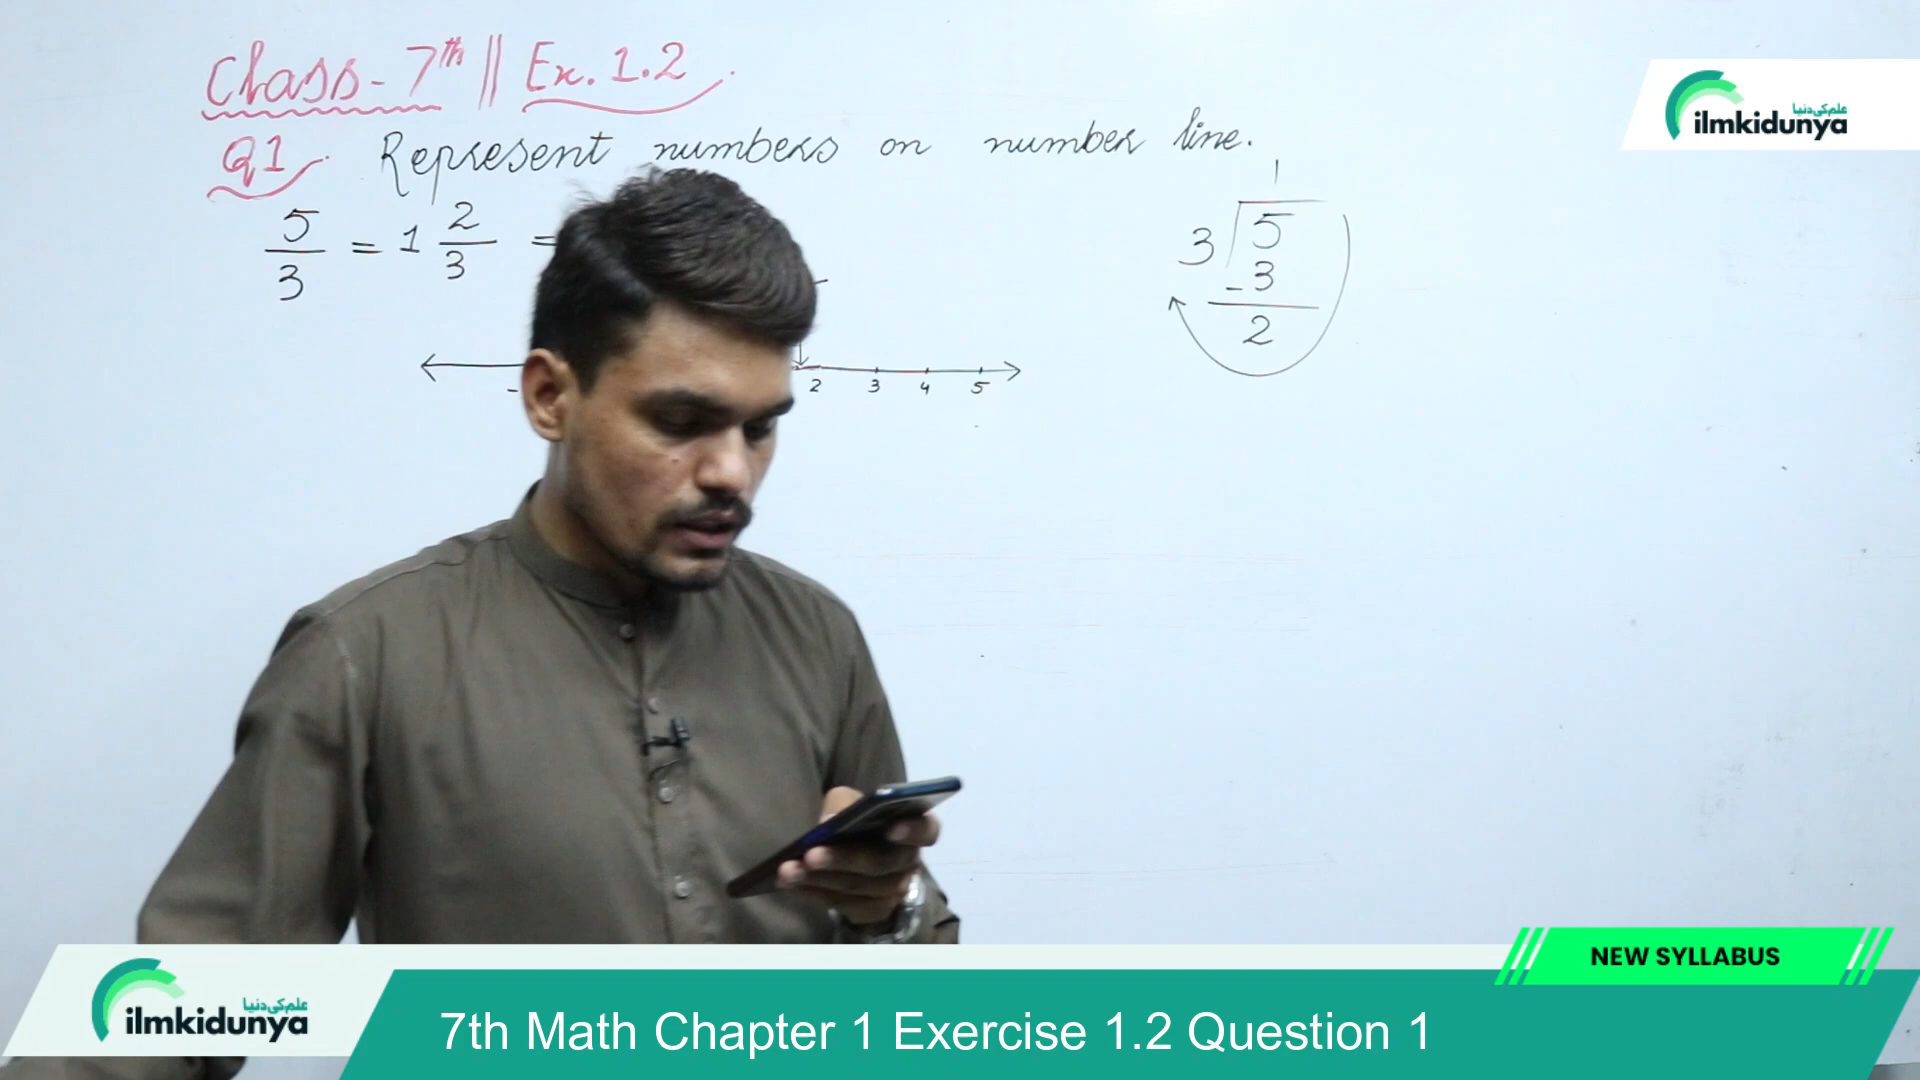 Class - 7th || Ex. 1.2
علم کی دنیا
ilmkidunya
Q1. Represent numbers on number line.
5/3 = 1 2/3 =
1
3 5
- 3
2
- 2 3 4 5
NEW SYLLABUS
علم کی دنیا
ilmkidunya
7th Math Chapter 1 Exercise 1.2 Question 1